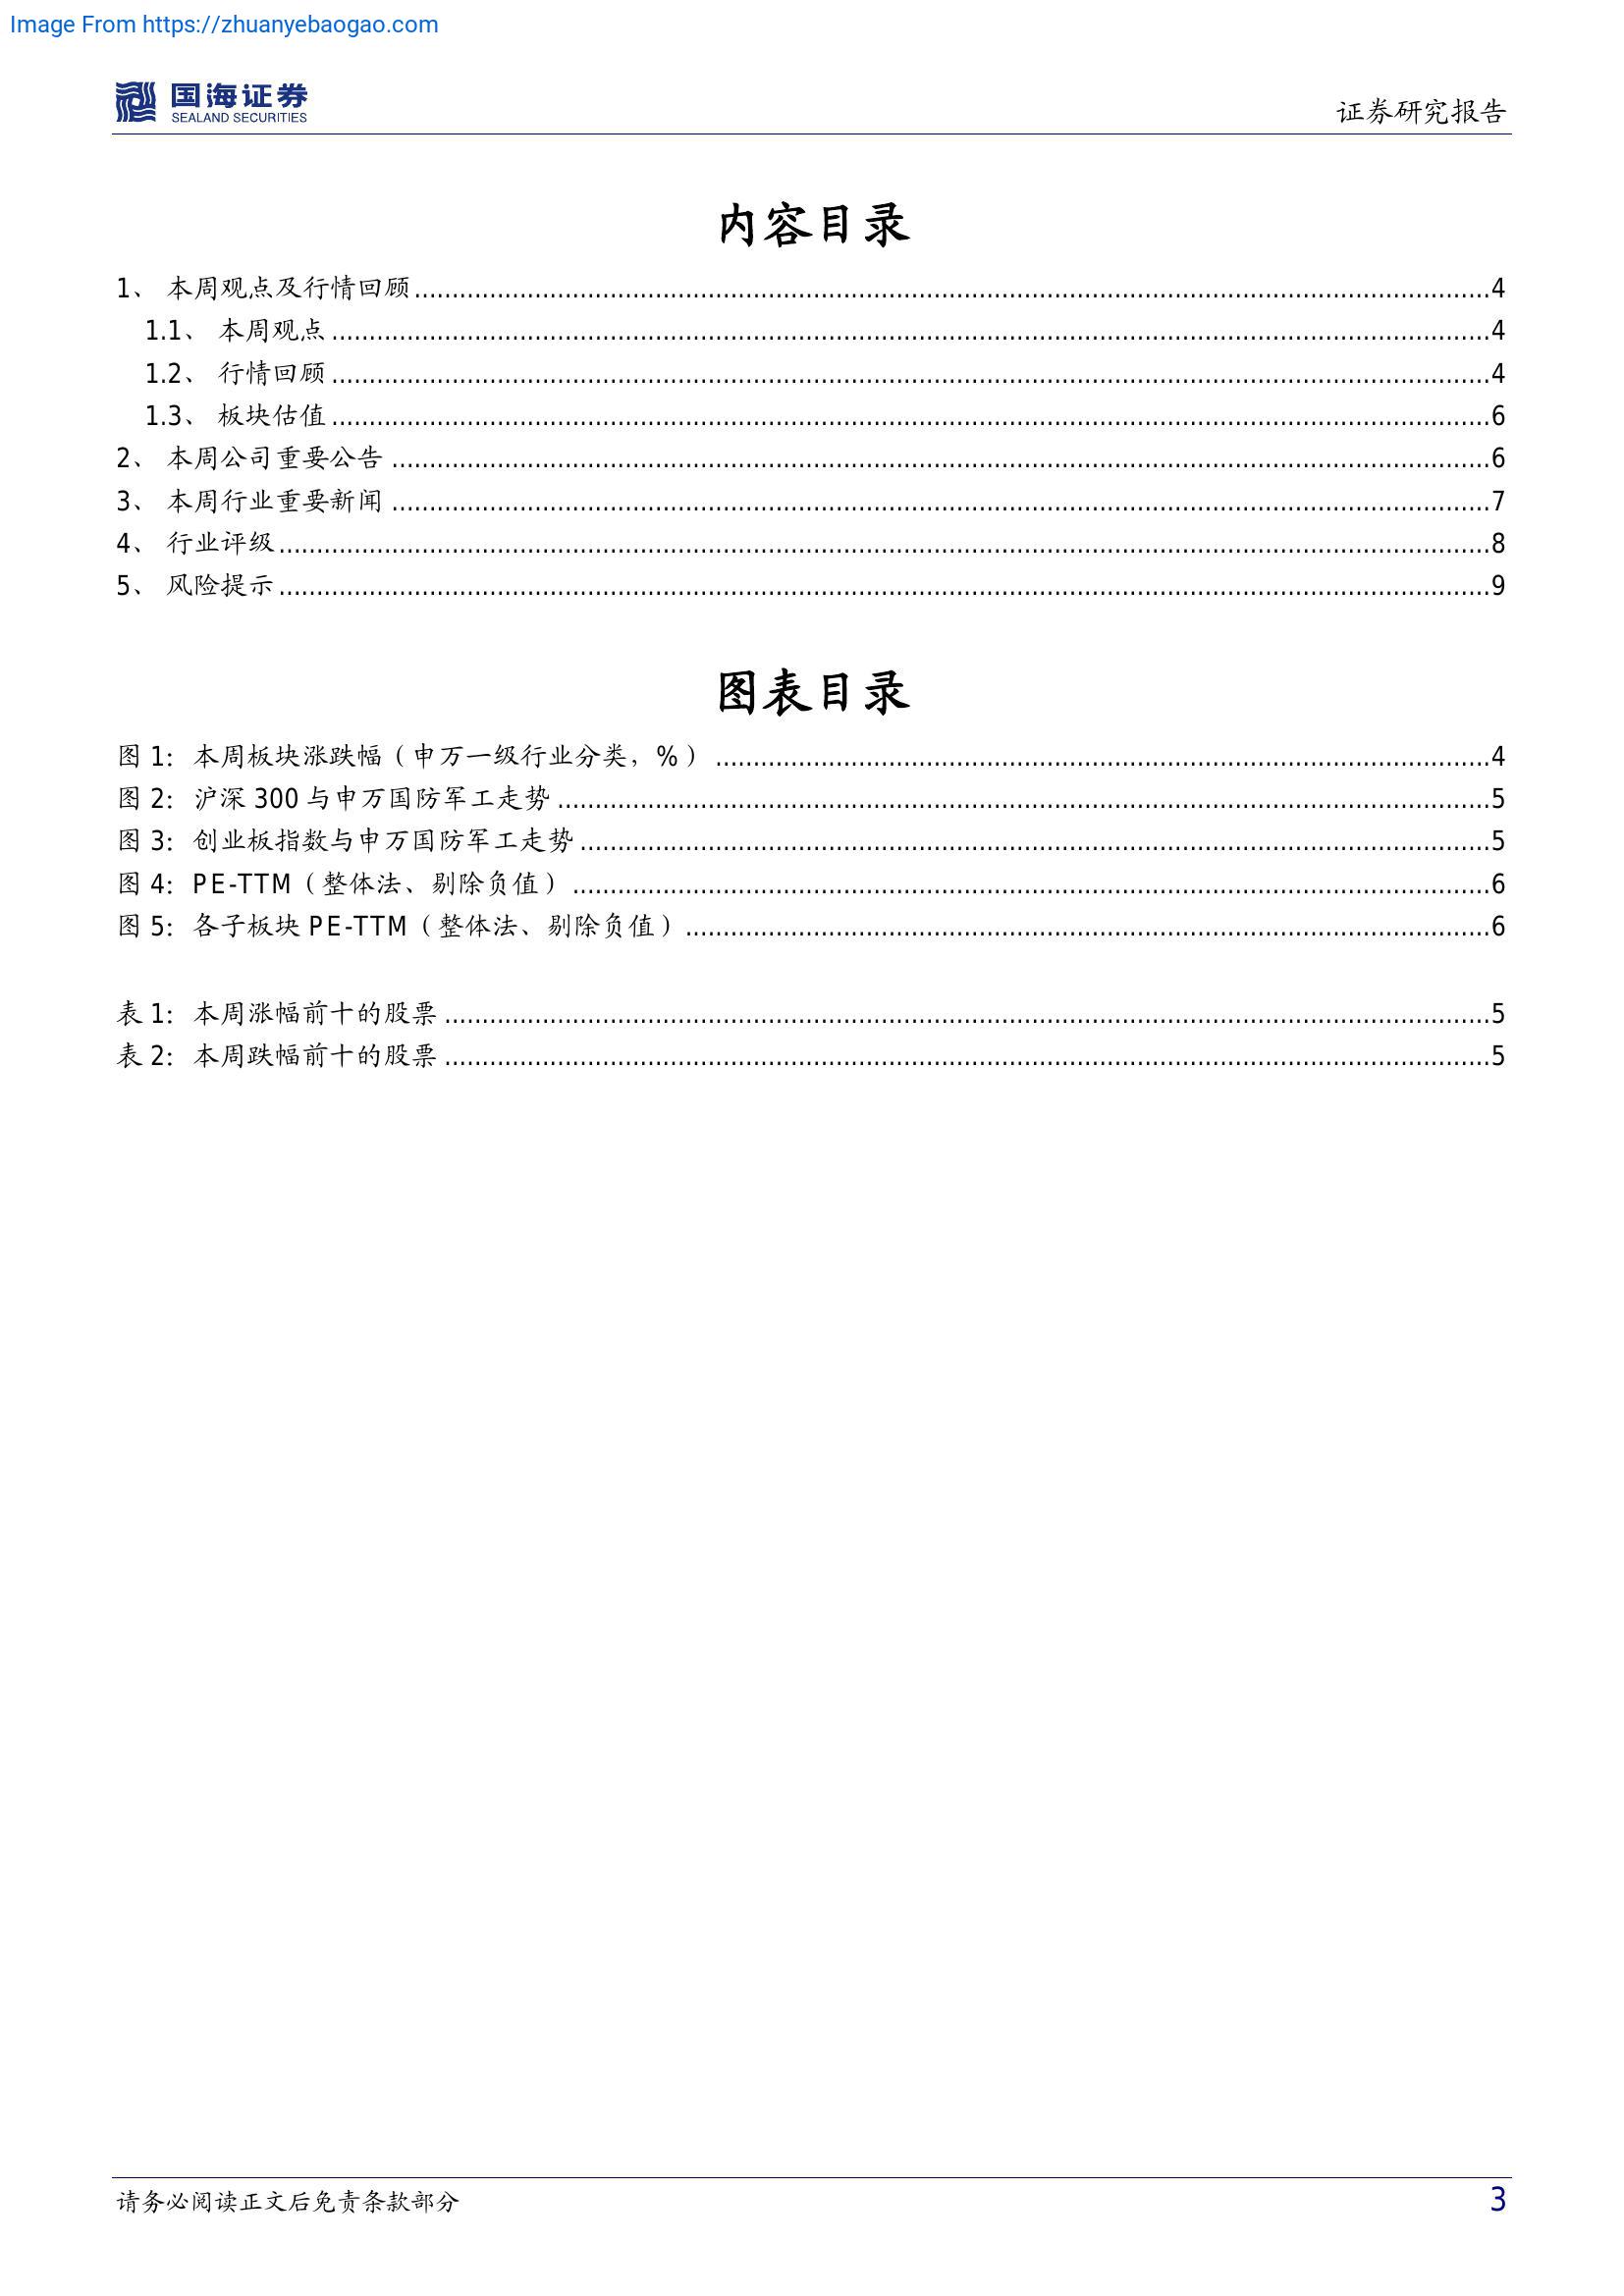 Image From https://zhuanyebaogao.com
国海证券
SEALAND SECURITIES
证券研究报告
内容目录
1、 本周观点及行情回顾....................4
1.1、 本周观点....................4
1.2、 行情回顾....................4
1.3、 板块估值....................6
2、 本周公司重要公告....................6
3、 本周行业重要新闻....................7
4、 行业评级....................8
5、 风险提示....................9
图表目录
图 1：本周板块涨跌幅（申万一级行业分类，%）....................4
图 2：沪深 300 与申万国防军工走势....................5
图 3：创业板指数与申万国防军工走势....................5
图 4：PE-TTM（整体法、剔除负值）....................6
图 5：各子板块 PE-TTM（整体法、剔除负值）....................6
表 1：本周涨幅前十的股票....................5
表 2：本周跌幅前十的股票....................5
请务必阅读正文后免责条款部分
3